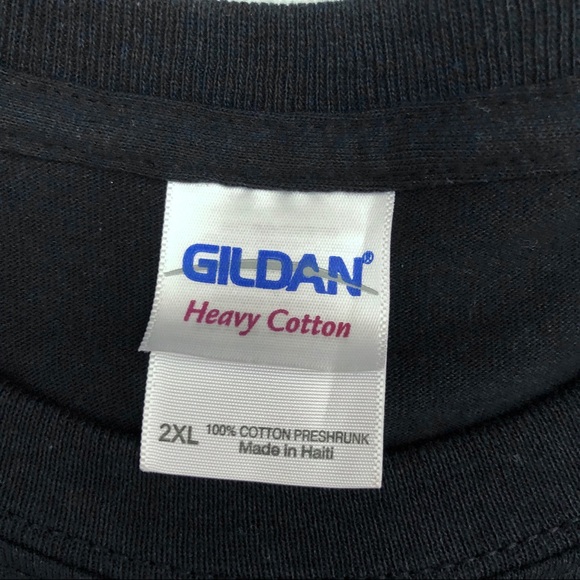 GILDAN®
Heavy Cotton
2XL 100% COTTON PRESHRUNK
Made in Haiti